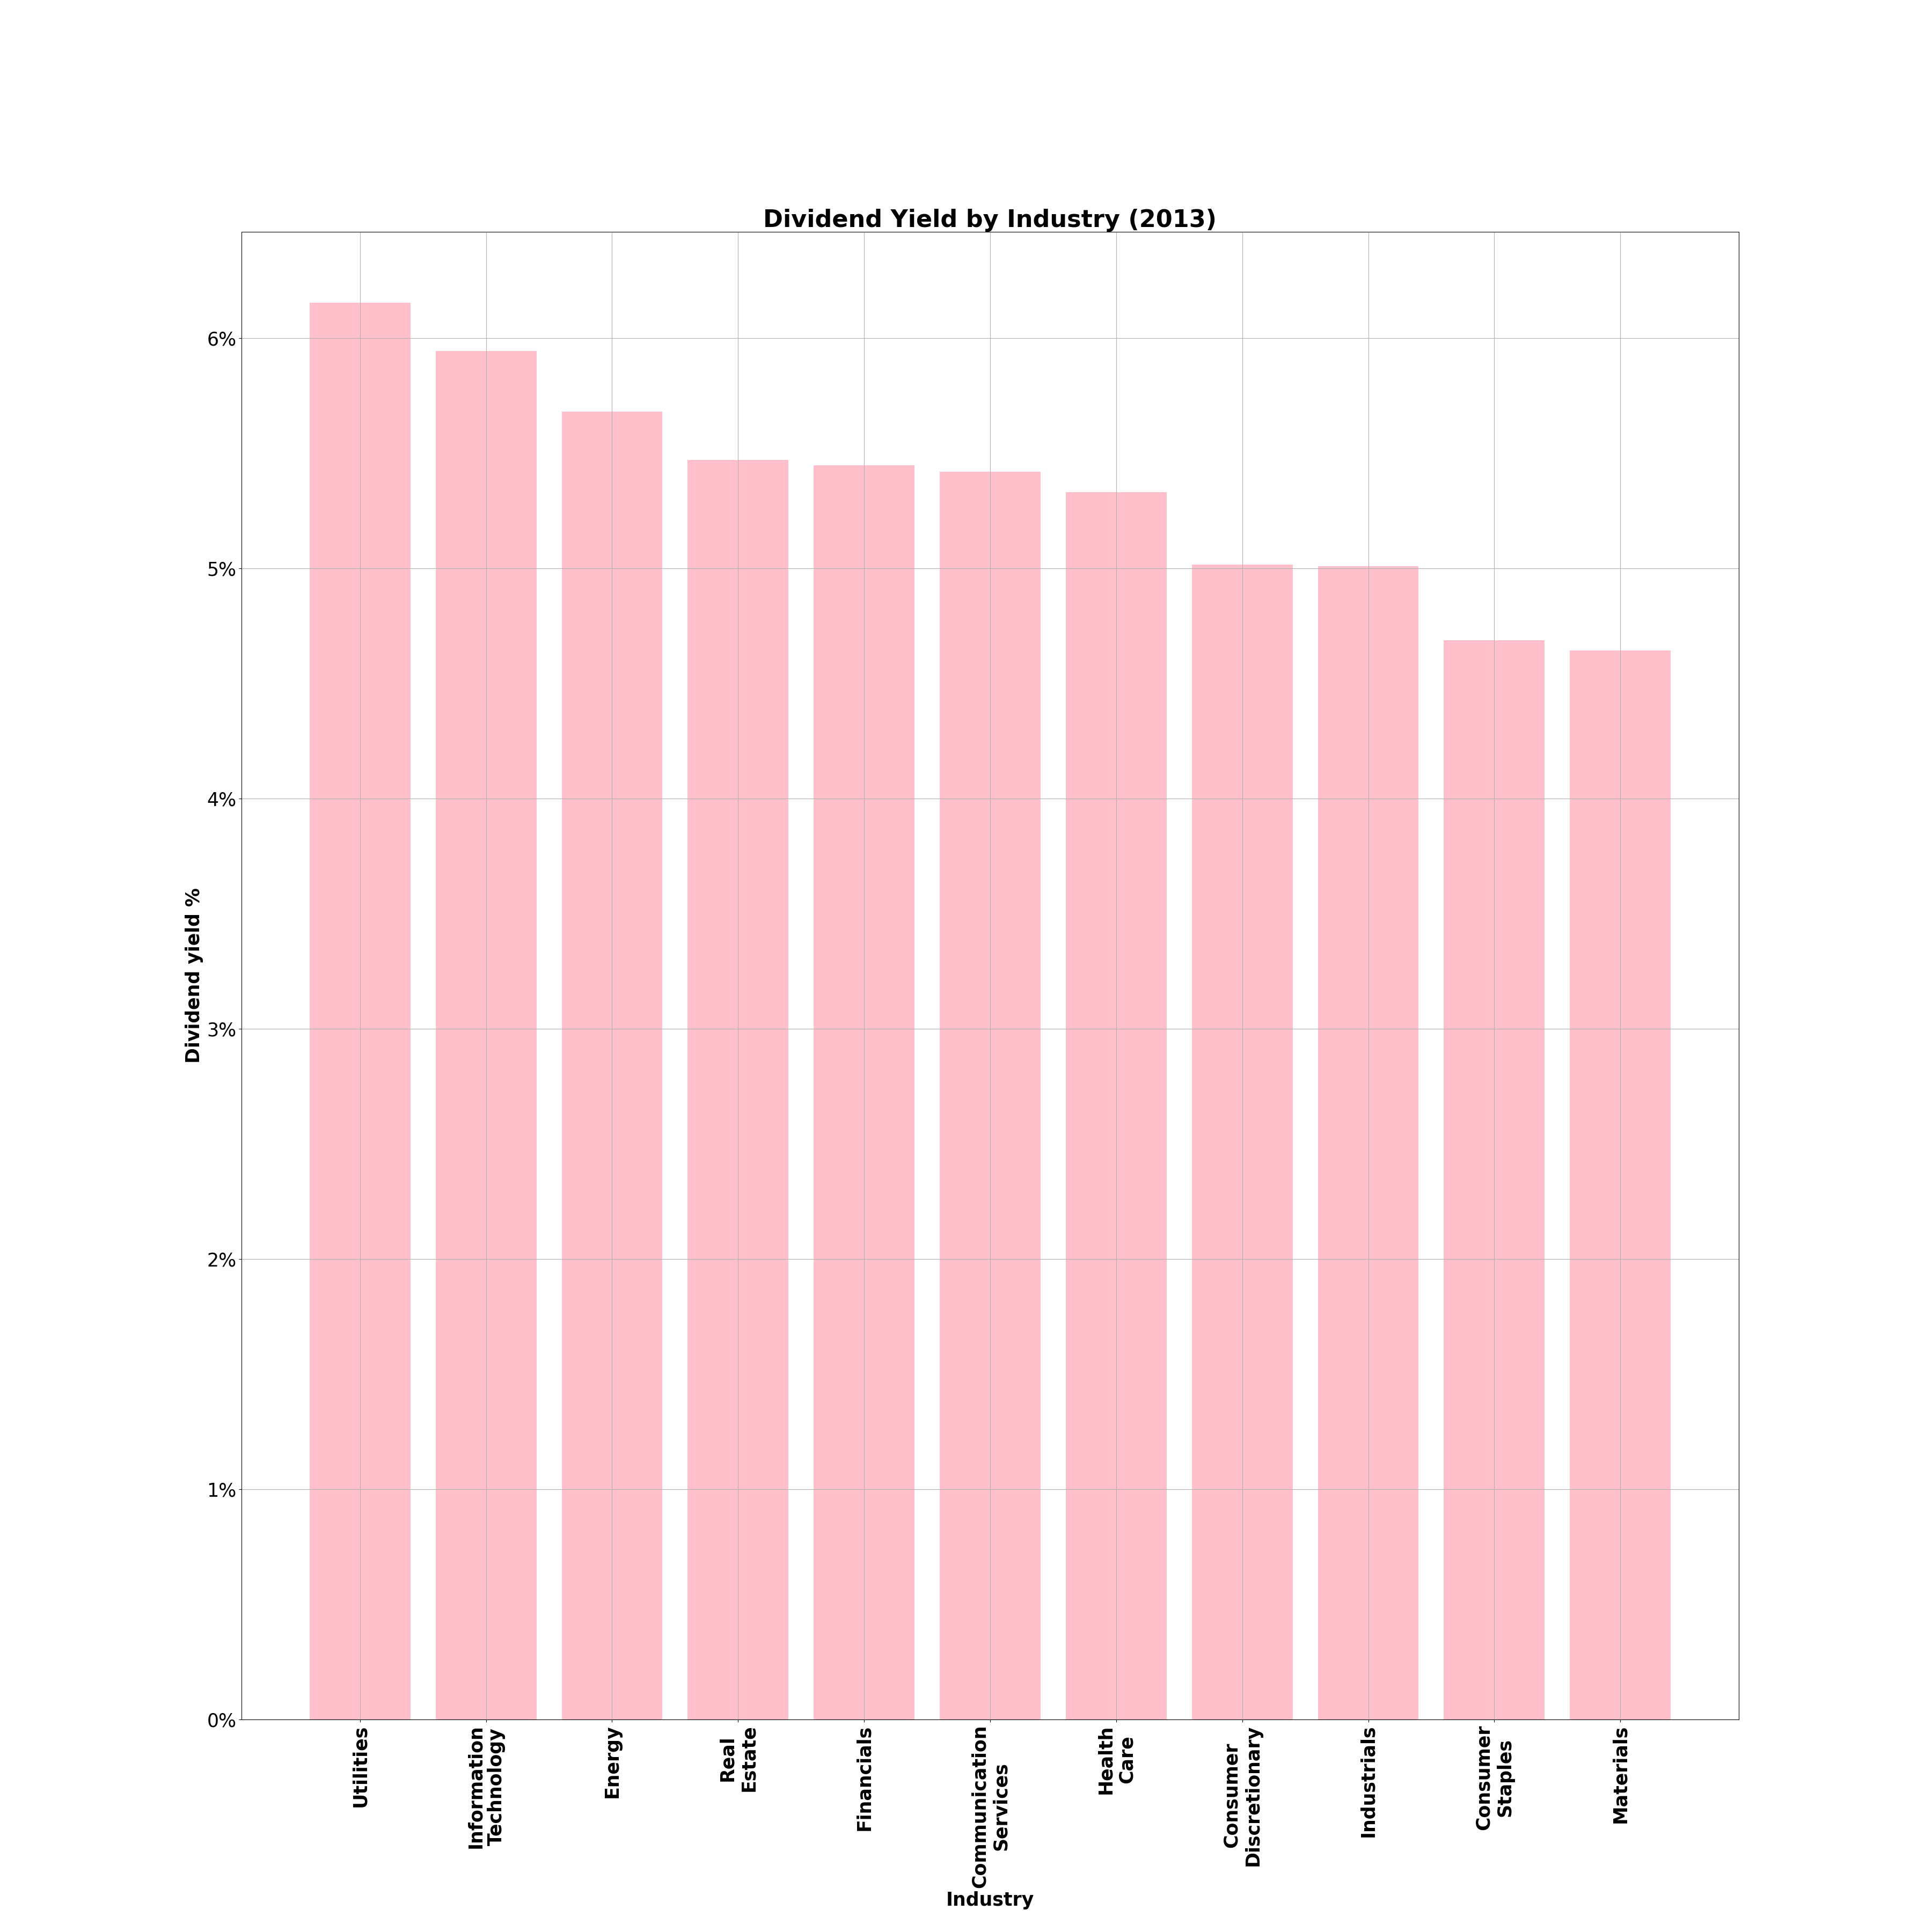 Dividend Yield by Industry (2013)
Dividend yield %
6%
5%
4%
3%
2%
1%
0%
Utilities
Information
Technology
Energy
Real
Estate
Financials
Communication
Services
Health
Care
Consumer
Discretionary
Industrials
Consumer
Staples
Materials
Industry